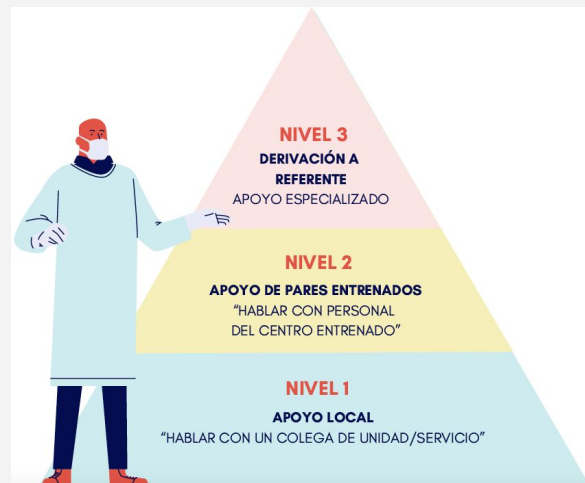 NIVEL 3
DERIVACIÓN A
REFERENTE
APOYO ESPECIALIZADO
NIVEL 2
APOYO DE PARES ENTRENADOS
“HABLAR CON PERSONAL
DEL CENTRO ENTRENADO”
NIVEL 1
APOYO LOCAL
“HABLAR CON UN COLEGA DE UNIDAD/SERVICIO”